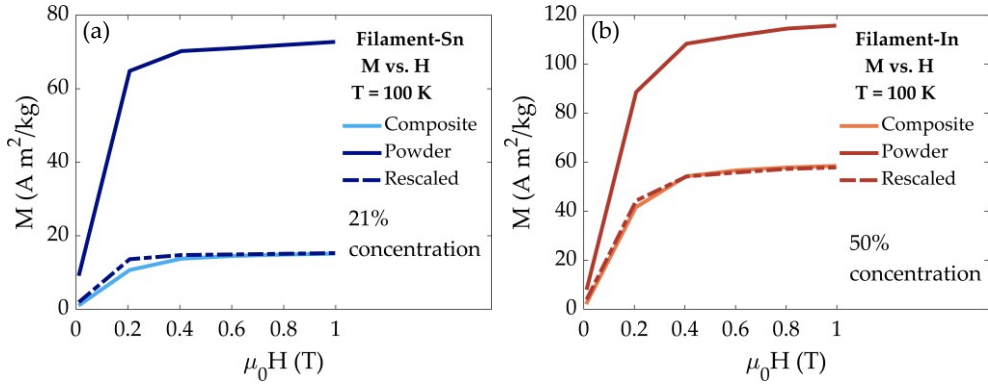 (a)
Filament-Sn
M vs. H
T = 100 K
Composite
Powder
Rescaled
21%
concentration
M (A m²/kg)
80
60
40
20
0
0 0.2 0.4 0.6 0.8 1
μ₀H (T)
(b)
Filament-In
M vs. H
T = 100 K
Composite
Powder
Rescaled
50%
concentration
M (A m²/kg)
120
100
80
60
40
20
0
0 0.2 0.4 0.6 0.8 1
μ₀H (T)